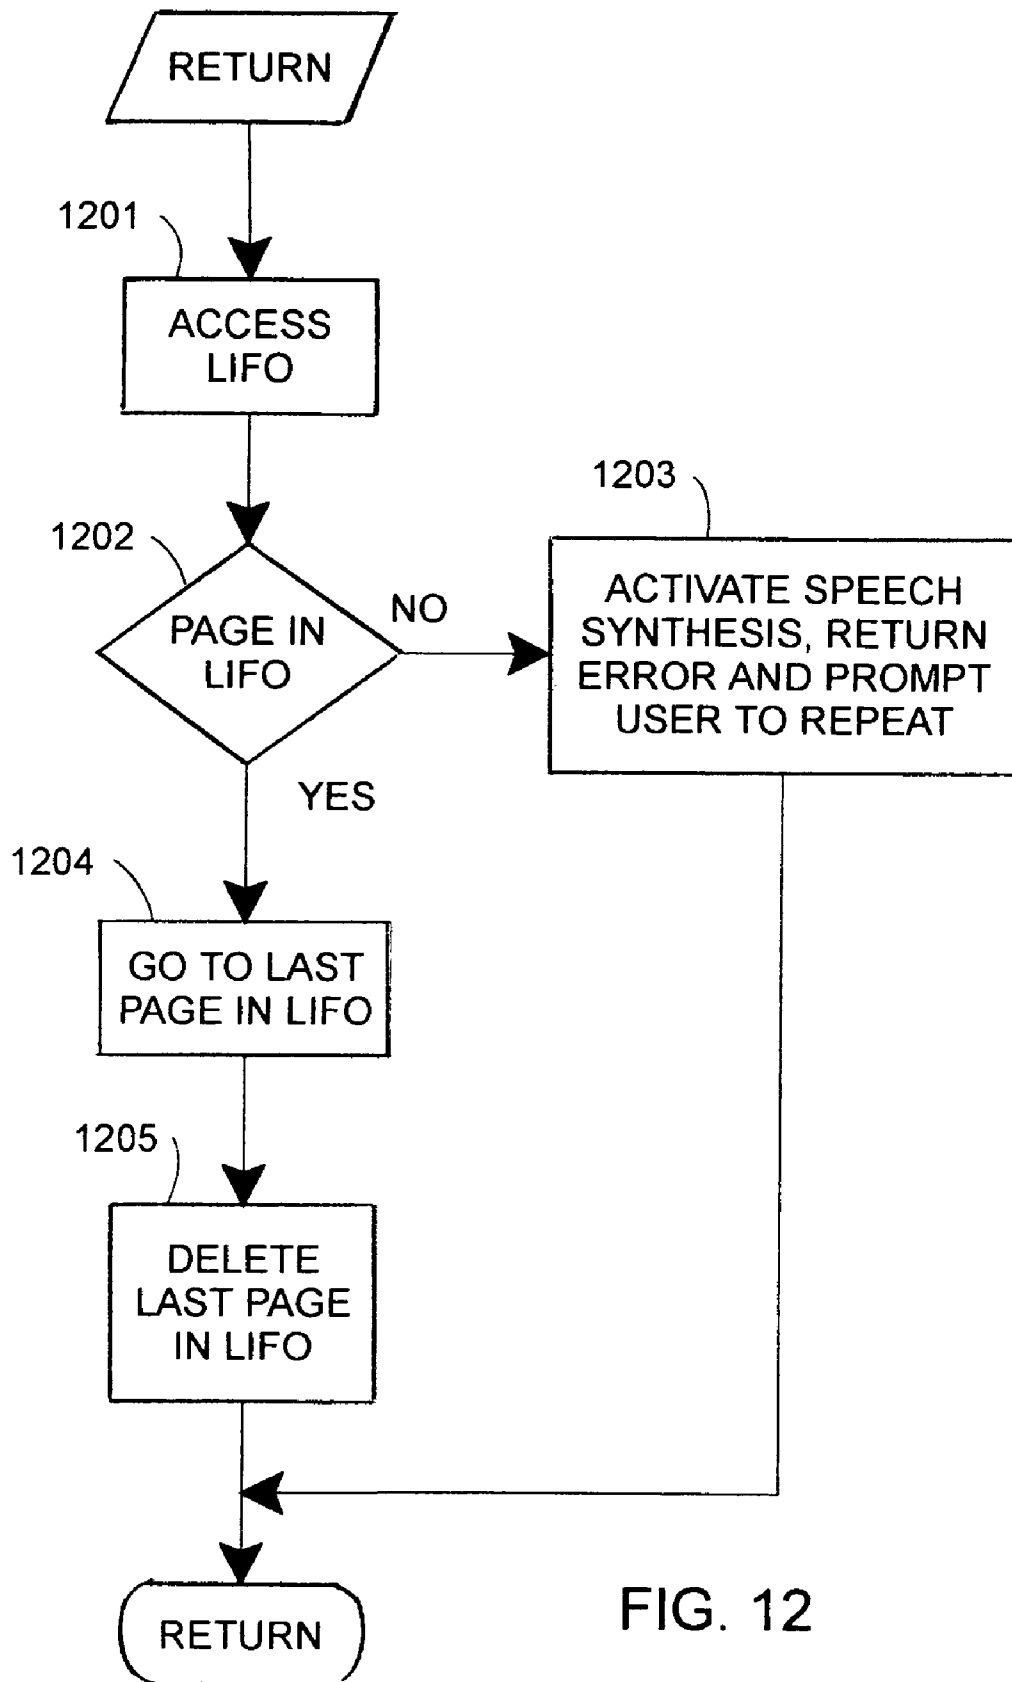 RETURN
1201
ACCESS
LIFO
1202
PAGE IN
LIFO
NO
1203
ACTIVATE SPEECH
SYNTHESIS, RETURN
ERROR AND PROMPT
USER TO REPEAT
YES
1204
GO TO LAST
PAGE IN LIFO
1205
DELETE
LAST PAGE
IN LIFO
RETURN
FIG. 12